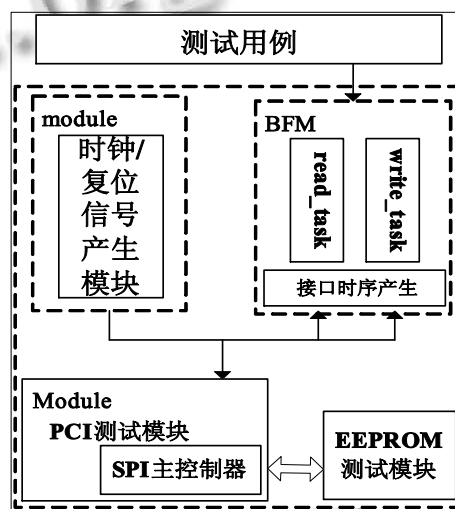 测试用例
module
时钟/
复位
信号
产生
模块
BFM
read_task
write_task
接口时序产生
Module
PCI测试模块
SPI主控制器
EEPROM
测试模块